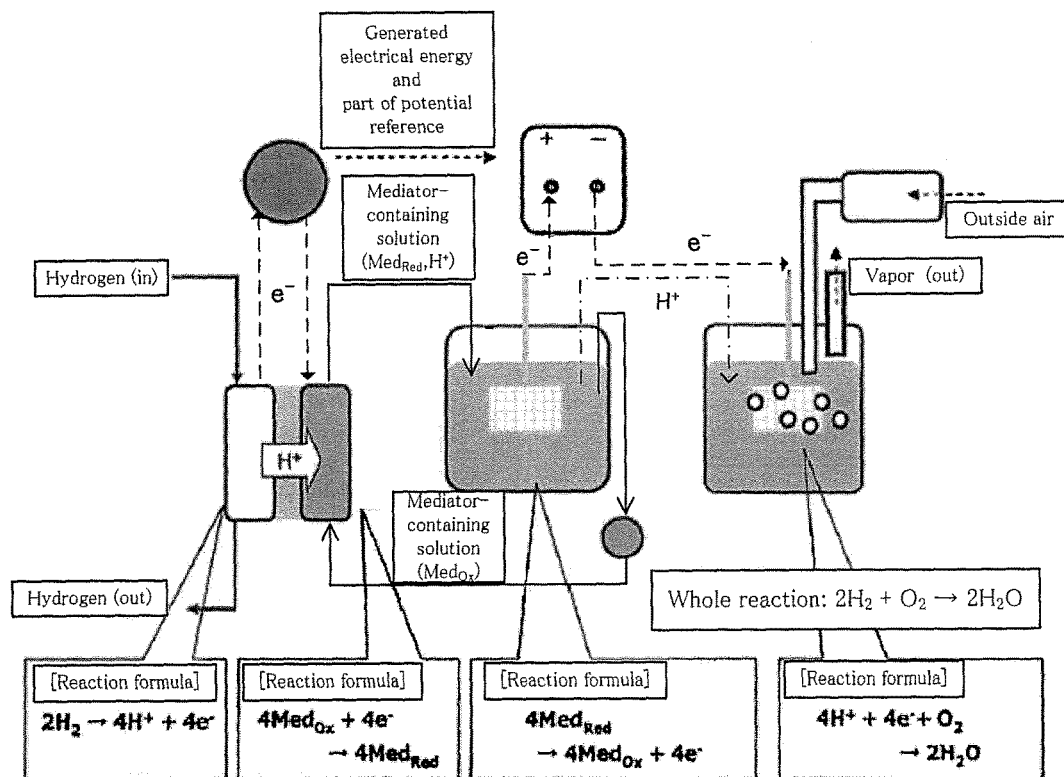 Generated
electrical energy
and
part of potential
reference
+ −
Mediator-
containing
solution
(Med_Red, H⁺)
Outside air
Hydrogen (in)
e⁻
e⁻
e⁻
H⁺
Vapor (out)
H⁺
Mediator-
containing
solution
(Med_Ox)
Hydrogen (out)
Whole reaction: 2H₂ + O₂ → 2H₂O
[Reaction formula]
2H₂ → 4H⁺ + 4e⁻
[Reaction formula]
4Med_Ox + 4e⁻
→ 4Med_Red
[Reaction formula]
4Med_Red
→ 4Med_Ox + 4e⁻
[Reaction formula]
4H⁺ + 4e⁻ + O₂
→ 2H₂O